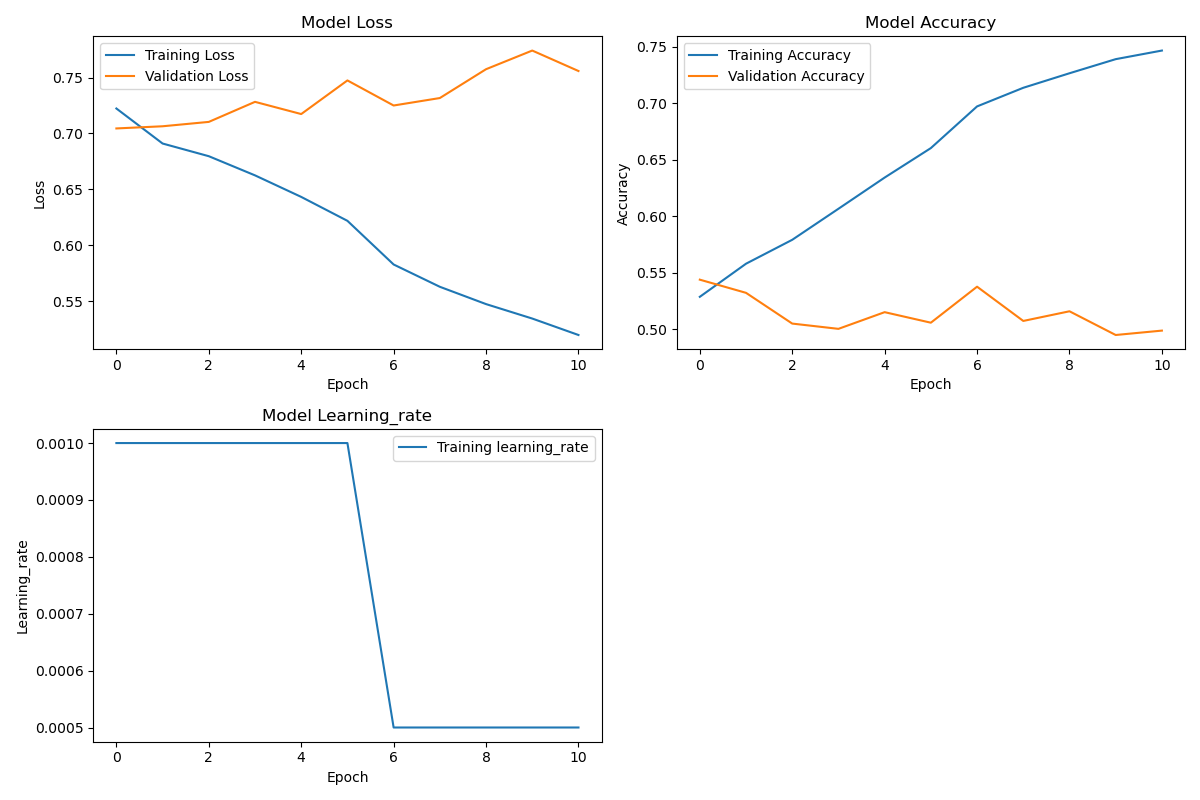 Model Loss
Training Loss
Validation Loss
0.75
0.70
0.65
0.60
0.55
Loss
0 2 4 6 8 10
Epoch
Model Accuracy
Training Accuracy
Validation Accuracy
0.75
0.70
0.65
0.60
0.55
0.50
Accuracy
0 2 4 6 8 10
Epoch
Model Learning_rate
Training learning_rate
0.0010
0.0009
0.0008
0.0007
0.0006
0.0005
Learning_rate
0 2 4 6 8 10
Epoch